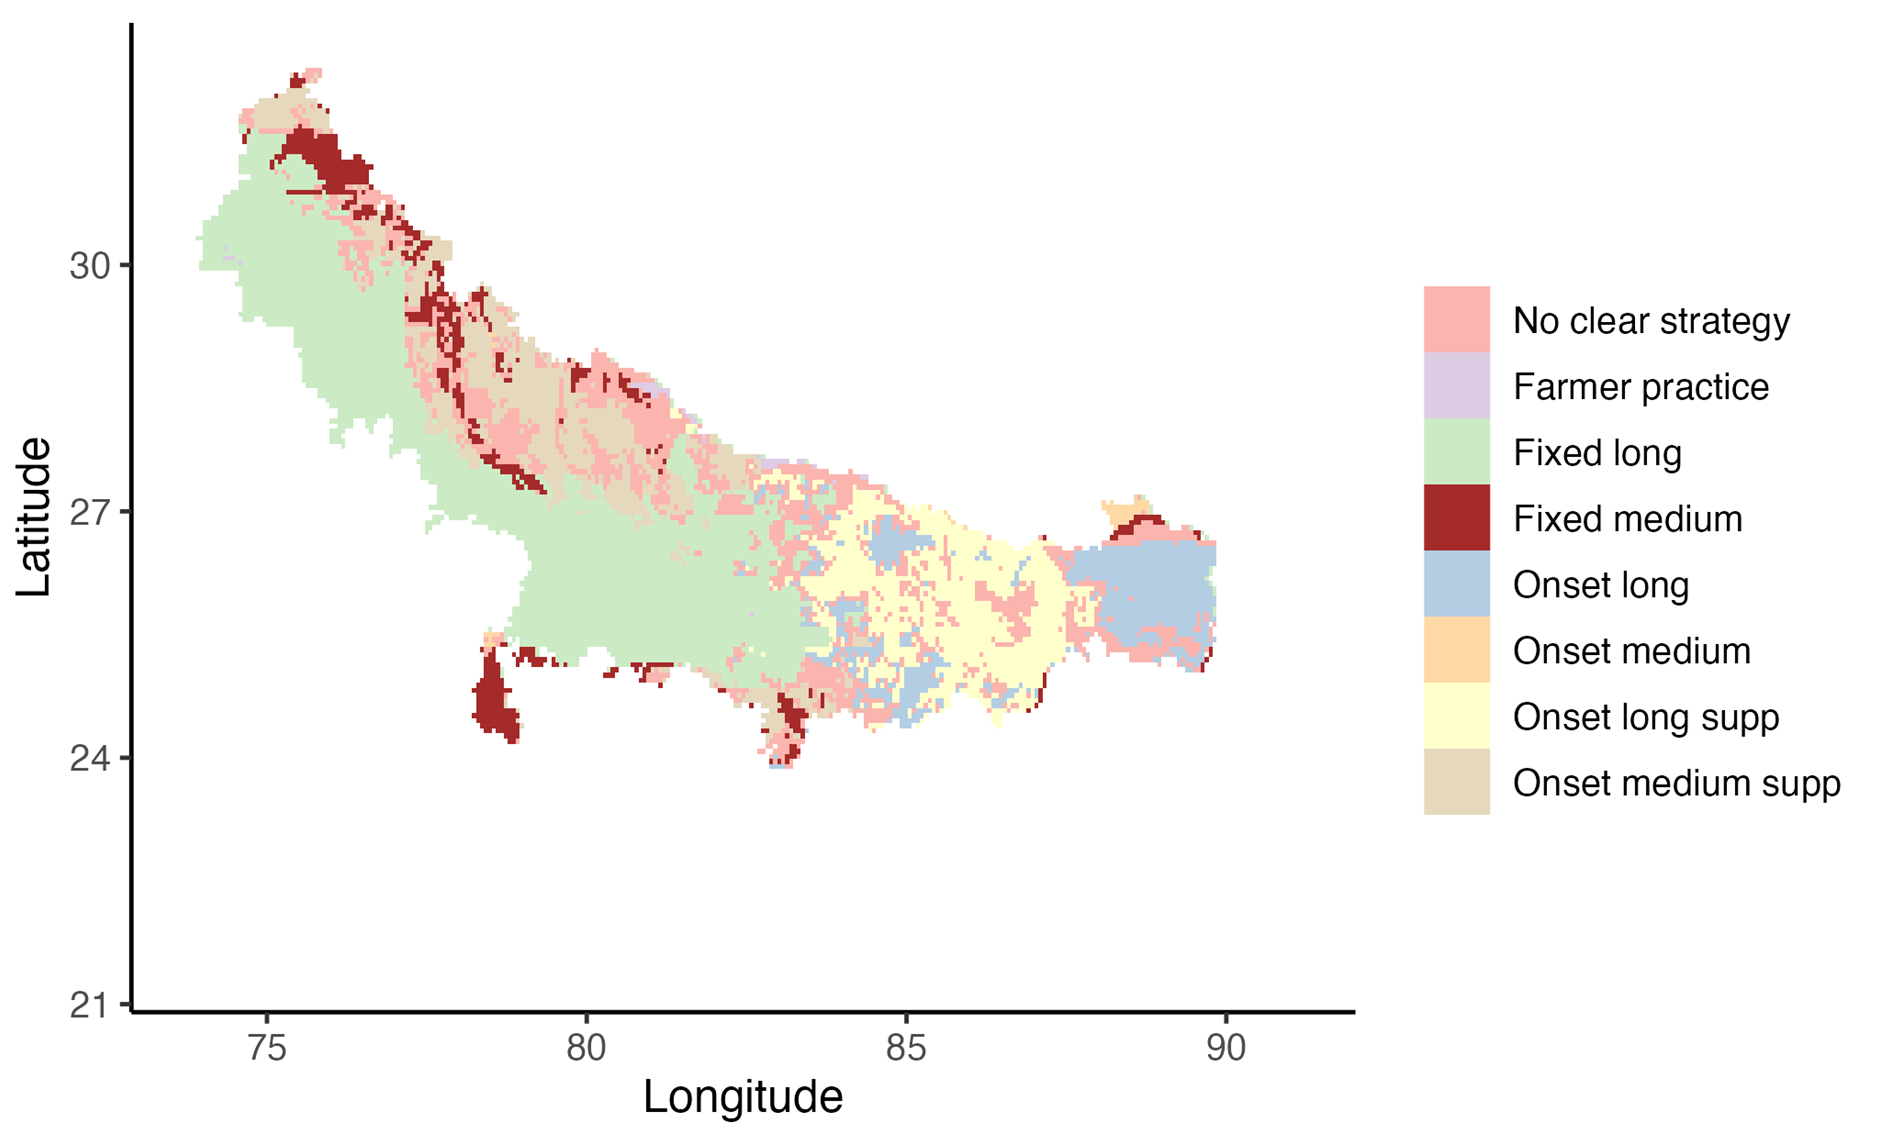 Latitude
30
27
24
21
75 80 85 90
Longitude
No clear strategy
Farmer practice
Fixed long
Fixed medium
Onset long
Onset medium
Onset long supp
Onset medium supp